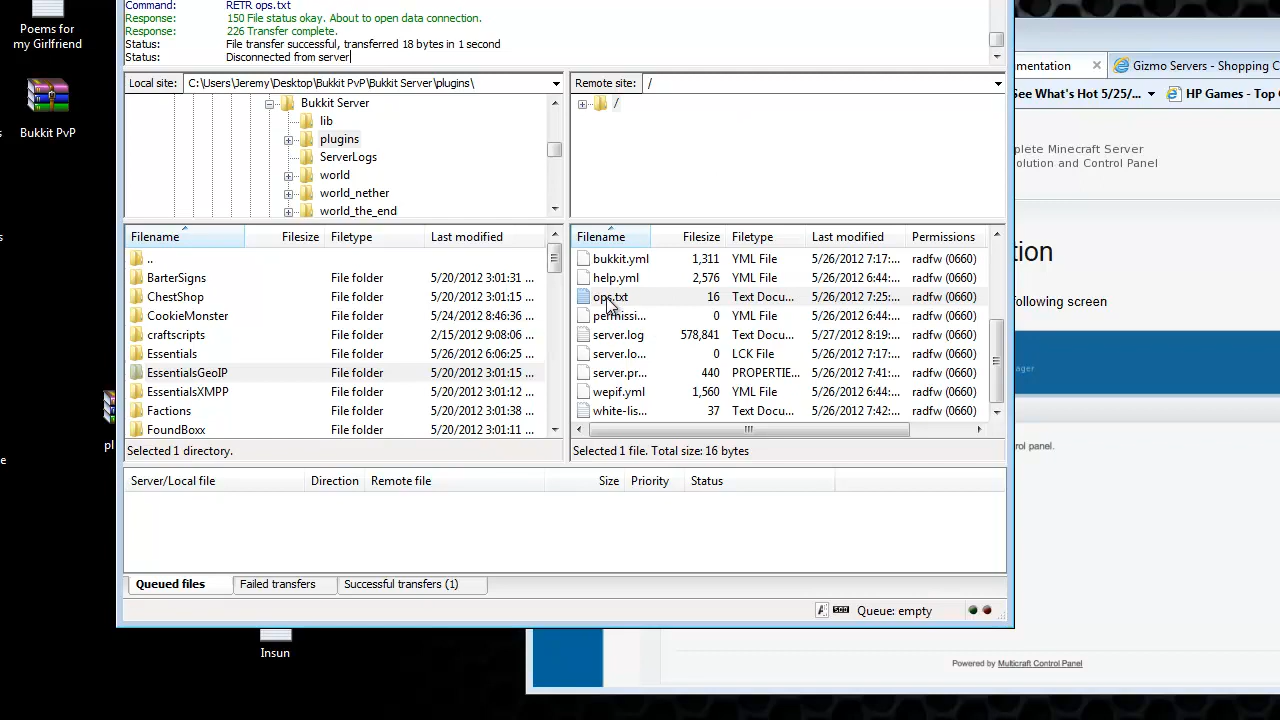 Poems for
my Girlfriend
Bukkit PvP
pl
Insun
Command: RETR ops.txt
Response: 150 File status okay. About to open data connection.
Response: 226 Transfer complete.
Status: File transfer successful, transferred 18 bytes in 1 second
Status: Disconnected from server
Local site: C:\Users\Jeremy\Desktop\Bukkit PvP\Bukkit Server\plugins\
Bukkit Server
lib
plugins
ServerLogs
world
world_nether
world_the_end
Remote site: /
/
Filename Filesize Filetype Last modified
..
BarterSigns File folder 5/20/2012 3:01:31 ...
ChestShop File folder 5/20/2012 3:01:15 ...
CookieMonster File folder 5/24/2012 8:46:36 ...
craftscripts File folder 2/15/2012 9:08:06 ...
Essentials File folder 5/26/2012 6:06:25 ...
EssentialsGeoIP File folder 5/20/2012 3:01:15 ...
EssentialsXMPP File folder 5/20/2012 3:01:12 ...
Factions File folder 5/20/2012 3:01:38 ...
FoundBoxx File folder 5/20/2012 3:01:11 ...
Selected 1 directory.
Filename Filesize Filetype Last modified Permissions
bukkit.yml 1,311 YML File 5/26/2012 7:17:... radfw (0660)
help.yml 2,576 YML File 5/26/2012 6:44:... radfw (0660)
ops.txt 16 Text Docu... 5/26/2012 7:25:... radfw (0660)
permissi... 0 YML File 5/26/2012 6:44:... radfw (0660)
server.log 578,841 Text Docu... 5/27/2012 8:19:... radfw (0660)
server.lo... 0 LCK File 5/26/2012 7:17:... radfw (0660)
server.pr... 440 PROPERTIE... 5/26/2012 7:17:... radfw (0660)
wepif.yml 1,560 YML File 5/26/2012 6:44:... radfw (0660)
white-lis... 37 Text Docu... 5/26/2012 7:42:... radfw (0660)
Selected 1 file. Total size: 16 bytes
Server/Local file Direction Remote file Size Priority Status
Queued files Failed transfers Successful transfers (1)
Queue: empty
mentation Gizmo Servers - Shopping C
See What's Hot 5/25/... HP Games - Top C
plete Minecraft Server
olution and Control Panel
tion
following screen
ager
rol panel.
Powered by Multicraft Control Panel